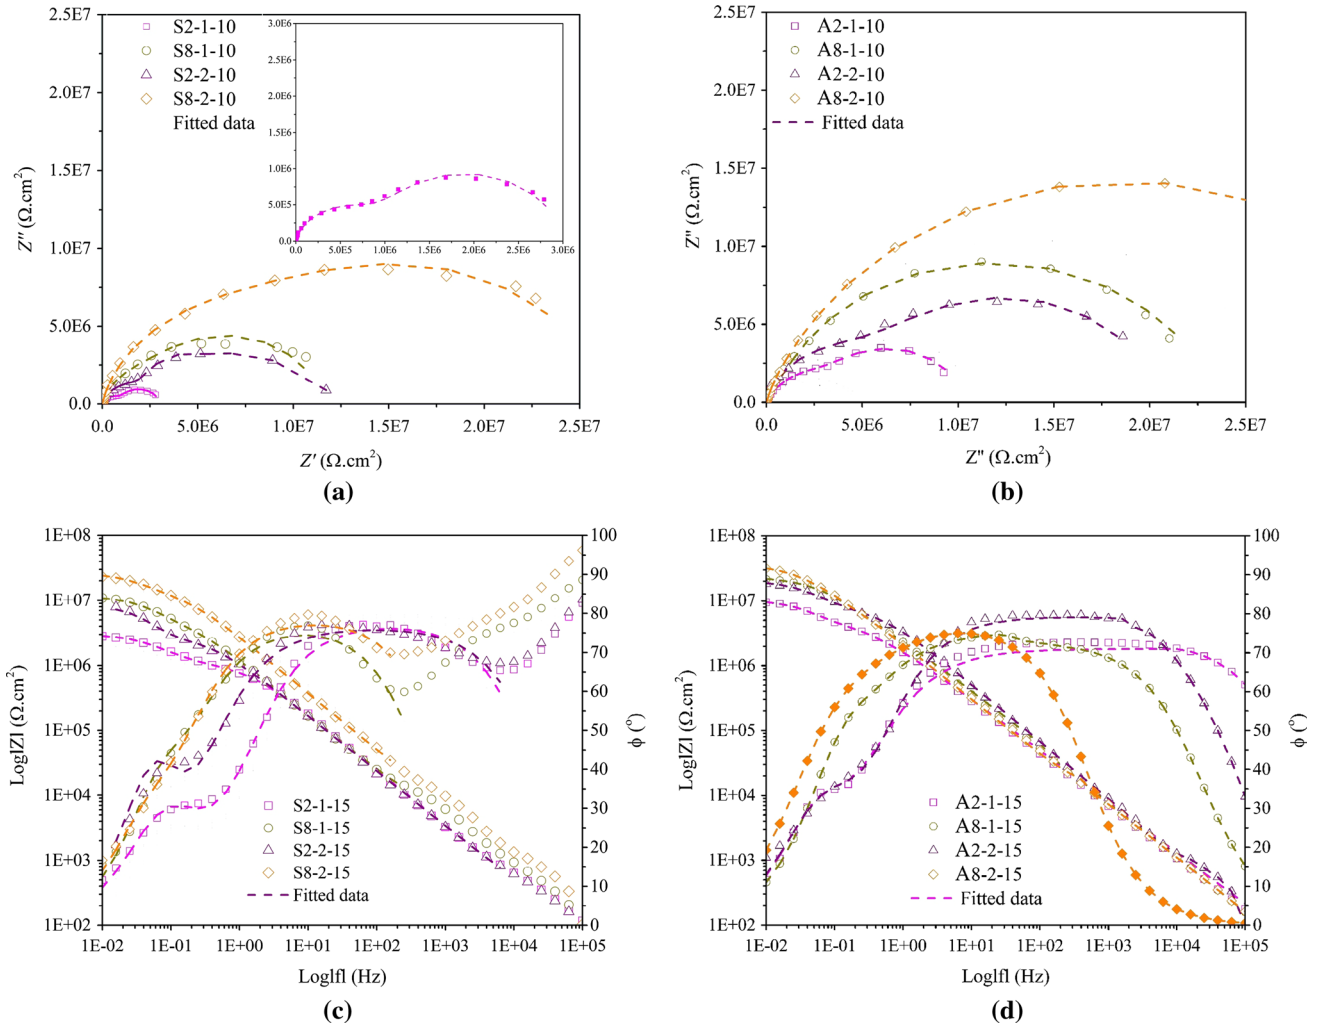 2.5E7
2.0E7
1.5E7
1.0E7
5.0E6
0.0
Z'' (Ω.cm²)
S2-1-10
S8-1-10
S2-2-10
S8-2-10
Fitted data
3.0E6
2.5E6
2.0E6
1.5E6
1.0E6
5.0E5
0.0
0.0 5.0E6 1.0E6 1.5E6 2.0E6 2.5E6 3.0E6
0.0 5.0E6 1.0E7 1.5E7 2.0E7 2.5E7
Z' (Ω.cm²)
(a)
2.5E7
2.0E7
1.5E7
1.0E7
5.0E6
0.0
Z'' (Ω.cm²)
A2-1-10
A8-1-10
A2-2-10
A8-2-10
Fitted data
0.0 5.0E6 1.0E7 1.5E7 2.0E7 2.5E7
Z'' (Ω.cm²)
(b)
1E+08
1E+07
1E+06
1E+05
1E+04
1E+03
1E+02
Log|Z| (Ω.cm²)
100
90
80
70
60
50
40
30
20
10
0
ϕ (°)
S2-1-15
S8-1-15
S2-2-15
S8-2-15
Fitted data
1E-02 1E-01 1E+00 1E+01 1E+02 1E+03 1E+04 1E+05
Log|f| (Hz)
(c)
1E+08
1E+07
1E+06
1E+05
1E+04
1E+03
1E+02
Log|Z| (Ω.cm²)
100
90
80
70
60
50
40
30
20
10
0
ϕ (°)
A2-1-15
A8-1-15
A2-2-15
A8-2-15
Fitted data
1E-02 1E-01 1E+00 1E+01 1E+02 1E+03 1E+04 1E+05
Log|f| (Hz)
(d)